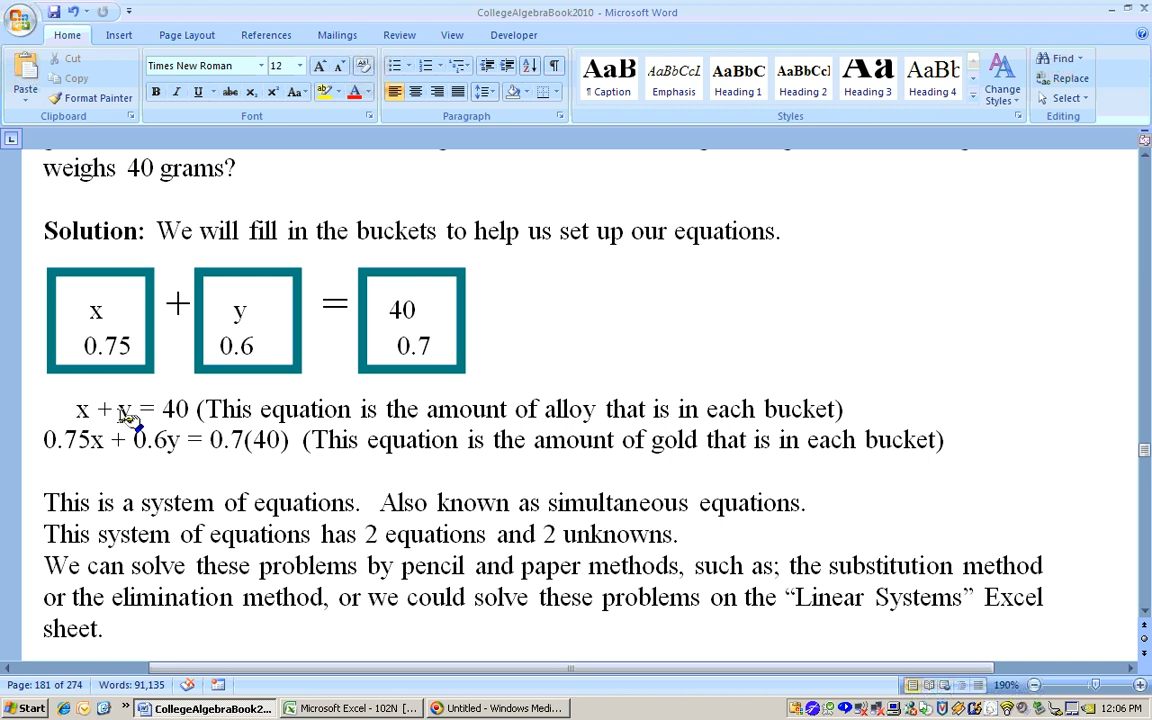 CollegeAlgebraBook2010 - Microsoft Word
Home Insert Page Layout References Mailings Review View Developer
Paste
Cut
Copy
Format Painter
Times New Roman 12
B I U abc X₂ X² Aa
AaB AaBbCcL AaBbC AaBbCcI Aa AaBb
¶ Caption Emphasis Heading 1 Heading 2 Heading 3 Heading 4
Change Styles
Find
Replace
Select
Clipboard Font Paragraph Styles Editing
weighs 40 grams?
Solution: We will fill in the buckets to help us set up our equations.
x + y = 40
0.75 0.6 0.7
x + y = 40 (This equation is the amount of alloy that is in each bucket)
0.75x + 0.6y = 0.7(40) (This equation is the amount of gold that is in each bucket)
This is a system of equations. Also known as simultaneous equations.
This system of equations has 2 equations and 2 unknowns.
We can solve these problems by pencil and paper methods, such as; the substitution method
or the elimination method, or we could solve these problems on the “Linear Systems” Excel
sheet.
Page: 181 of 274 Words: 91,135 190%
Start CollegeAlgebraBook2... Microsoft Excel - 102N [... Untitled - Windows Med... 12:06 PM